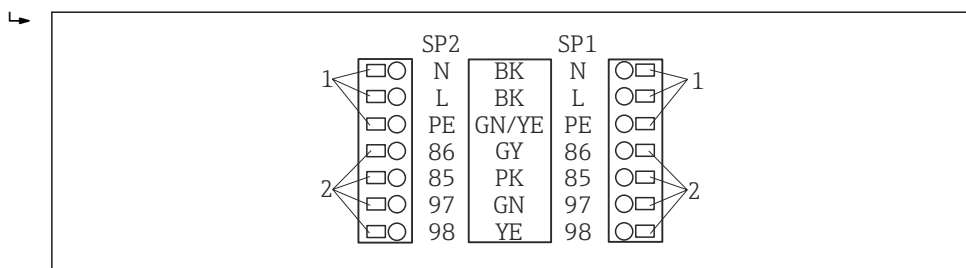 SP2 SP1
1 N BK N 1
L BK L
PE GN/YE PE
86 GY 86
2 85 PK 85 2
97 GN 97
98 YE 98